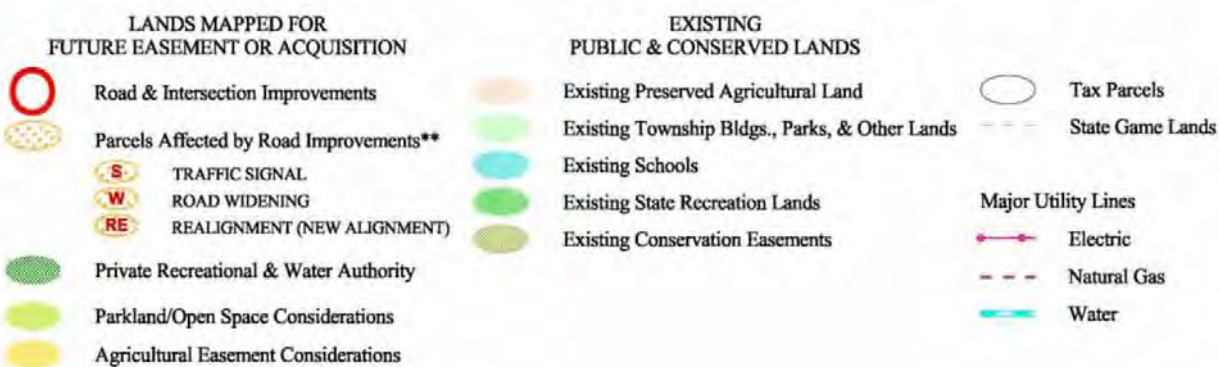 LANDS MAPPED FOR
FUTURE EASEMENT OR ACQUISITION
Road & Intersection Improvements
Parcels Affected by Road Improvements**
S TRAFFIC SIGNAL
W ROAD WIDENING
RE REALIGNMENT (NEW ALIGNMENT)
Private Recreational & Water Authority
Parkland/Open Space Considerations
Agricultural Easement Considerations
EXISTING
PUBLIC & CONSERVED LANDS
Existing Preserved Agricultural Land
Existing Township Bldgs., Parks, & Other Lands
Existing Schools
Existing State Recreation Lands
Existing Conservation Easements
Tax Parcels
State Game Lands
Major Utility Lines
Electric
Natural Gas
Water